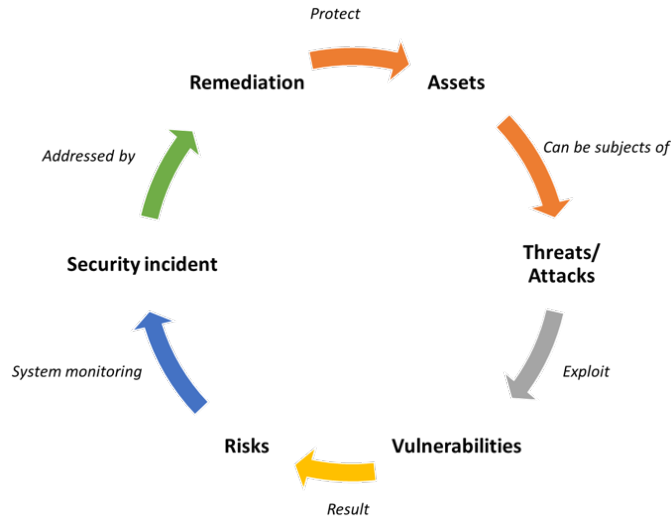 Protect
Remediation
Assets
Addressed by
Can be subjects of
Security incident
Threats/
Attacks
System monitoring
Exploit
Risks
Vulnerabilities
Result